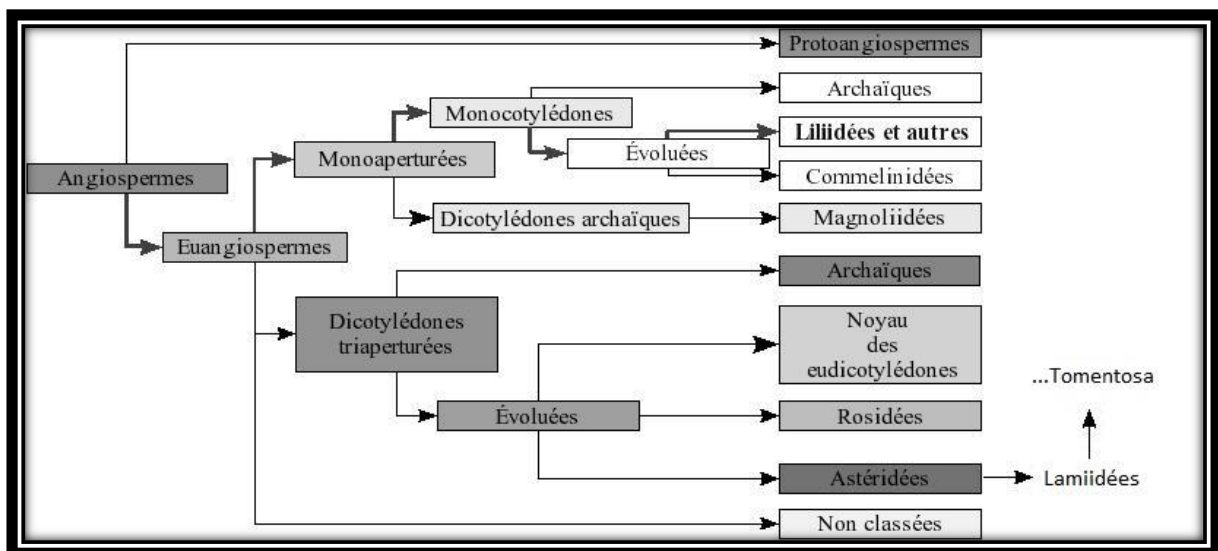 Protoangiospermes
Archaïques
Monocotylédones
Liliidées et autres
Évoluées
Monoaperturées
Commelinidées
Angiospermes
Dicotylédones archaïques
Magnoliidées
Euangiospermes
Archaïques
Dicotylédones
triaperturées
Noyau
des
eudicotylédones
...Tomentosa
Évoluées
Rosidées
Astéridées
Lamiidées
Non classées